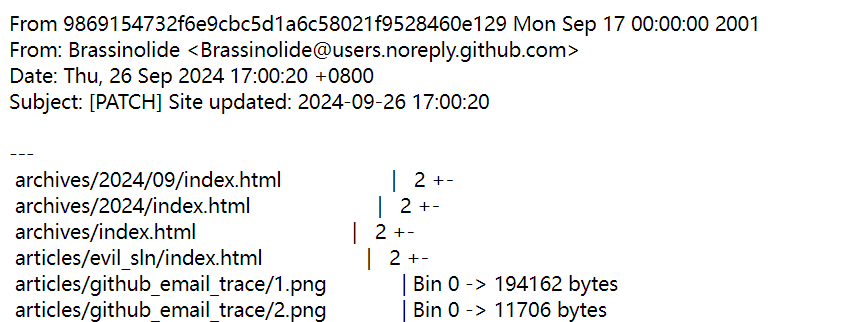 From 9869154732f6e9cbc5d1a6c58021f9528460e129 Mon Sep 17 00:00:00 2001
From: Brassinolide <Brassinolide@users.noreply.github.com>
Date: Thu, 26 Sep 2024 17:00:20 +0800
Subject: [PATCH] Site updated: 2024-09-26 17:00:20
---
archives/2024/09/index.html | 2 +-
archives/2024/index.html | 2 +-
archives/index.html | 2 +-
articles/evil_sln/index.html | 2 +-
articles/github_email_trace/1.png | Bin 0 -> 194162 bytes
articles/github_email_trace/2.png | Bin 0 -> 11706 bytes